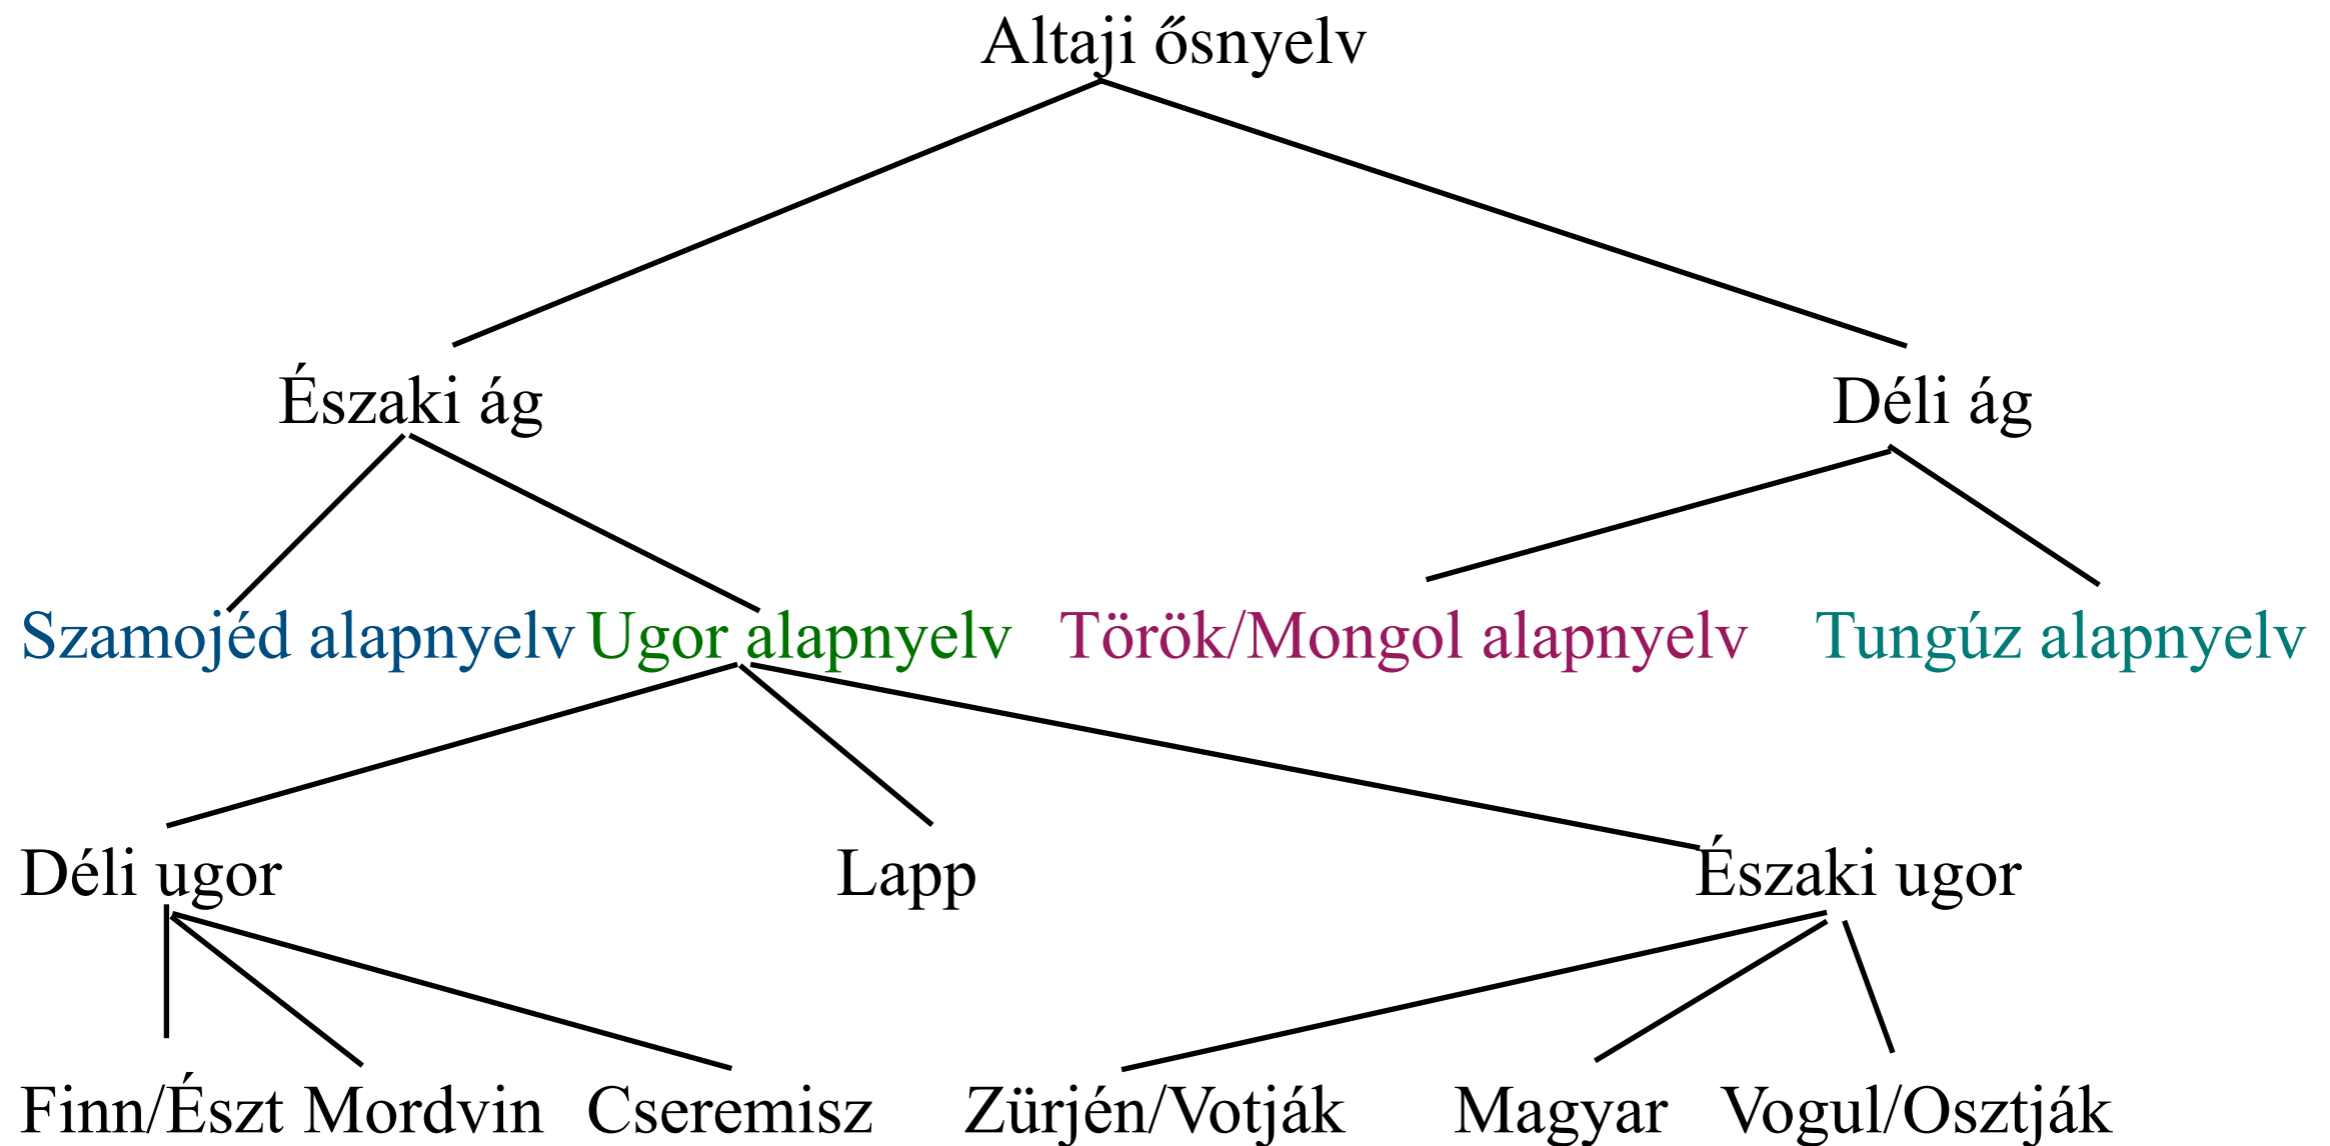 Altaji ősnyelv
Északi ág
Déli ág
Szamojéd alapnyelv
Ugor alapnyelv
Török/Mongol alapnyelv
Tungúz alapnyelv
Déli ugor
Lapp
Északi ugor
Finn/Észt
Mordvin
Cseremisz
Zürjén/Votják
Magyar
Vogul/Osztják